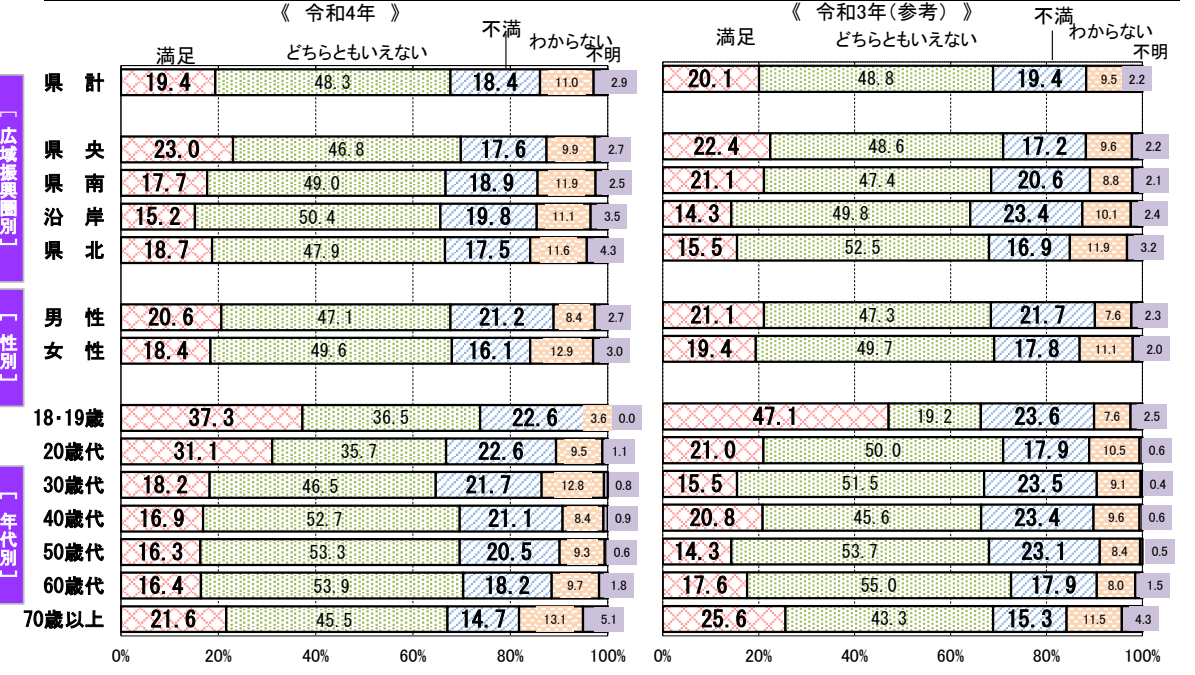 《 令和4年 》 《 令和3年（参考） 》
満足 どちらともいえない 不満 わからない 不明 満足 どちらともいえない 不満 わからない 不明
県 計 19.4 48.3 18.4 11.0 2.9 20.1 48.8 19.4 9.5 2.2
［ 広域振興圏別 ］
県 央 23.0 46.8 17.6 9.9 2.7 22.4 48.6 17.2 9.6 2.2
県 南 17.7 49.0 18.9 11.9 2.5 21.1 47.4 20.6 8.8 2.1
沿 岸 15.2 50.4 19.8 11.1 3.5 14.3 49.8 23.4 10.1 2.4
県 北 18.7 47.9 17.5 11.6 4.3 15.5 52.5 16.9 11.9 3.2
［ 性別 ］
男 性 20.6 47.1 21.2 8.4 2.7 21.1 47.3 21.7 7.6 2.3
女 性 18.4 49.6 16.1 12.9 3.0 19.4 49.7 17.8 11.1 2.0
［ 年代別 ］
18・19歳 37.3 36.5 22.6 3.6 0.0 47.1 19.2 23.6 7.6 2.5
20歳代 31.1 35.7 22.6 9.5 1.1 21.0 50.0 17.9 10.5 0.6
30歳代 18.2 46.5 21.7 12.8 0.8 15.5 51.5 23.5 9.1 0.4
40歳代 16.9 52.7 21.1 8.4 0.9 20.8 45.6 23.4 9.6 0.6
50歳代 16.3 53.3 20.5 9.3 0.6 14.3 53.7 23.1 8.4 0.5
60歳代 16.4 53.9 18.2 9.7 1.8 17.6 55.0 17.9 8.0 1.5
70歳以上 21.6 45.5 14.7 13.1 5.1 25.6 43.3 15.3 11.5 4.3
0% 20% 40% 60% 80% 100% 0% 20% 40% 60% 80% 100%